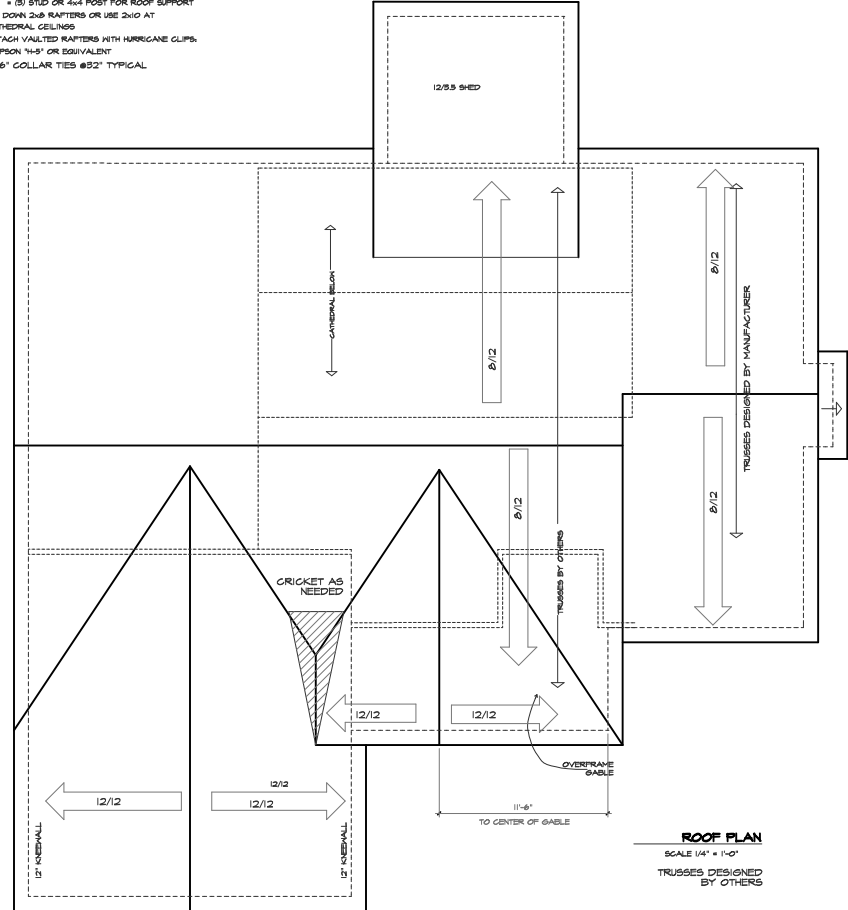 = (3) STUD OR 4x4 POST FOR ROOF SUPPORT
DOWN 2x8 RAFTERS OR USE 2x10 AT
THEDRAL CEILINGS
TACH VAULTED RAFTERS WITH HURRICANE CLIPS:
PSON "H-5" OR EQUIVALENT
6" COLLAR TIES @32" TYPICAL
12/3.5 SHED
CATHEDRAL BELOW
8/12
8/12
TRUSSES DESIGNED BY MANUFACTURER
8/12
8/12
TRUSSES BY OTHERS
CRICKET AS
NEEDED
12/12
12/12
OVERFRAME
GABLE
12/12
12/12
12/12
12" KNEEWALL
12" KNEEWALL
11'-6"
TO CENTER OF GABLE
ROOF PLAN
SCALE 1/4" = 1'-0"
TRUSSES DESIGNED
BY OTHERS